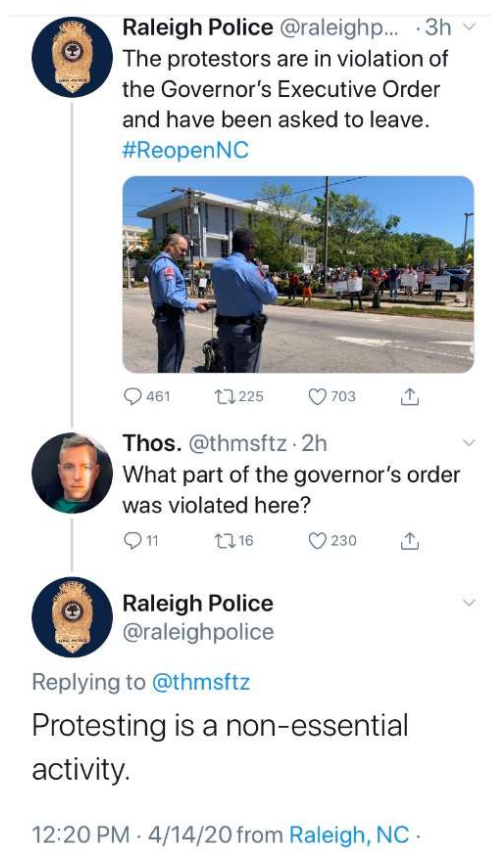 Raleigh Police @raleighp... · 3h
The protestors are in violation of
the Governor's Executive Order
and have been asked to leave.
#ReopenNC
461 225 703
Thos. @thmsftz · 2h
What part of the governor's order
was violated here?
11 16 230
Raleigh Police
@raleighpolice
Replying to @thmsftz
Protesting is a non-essential
activity.
12:20 PM · 4/14/20 from Raleigh, NC ·